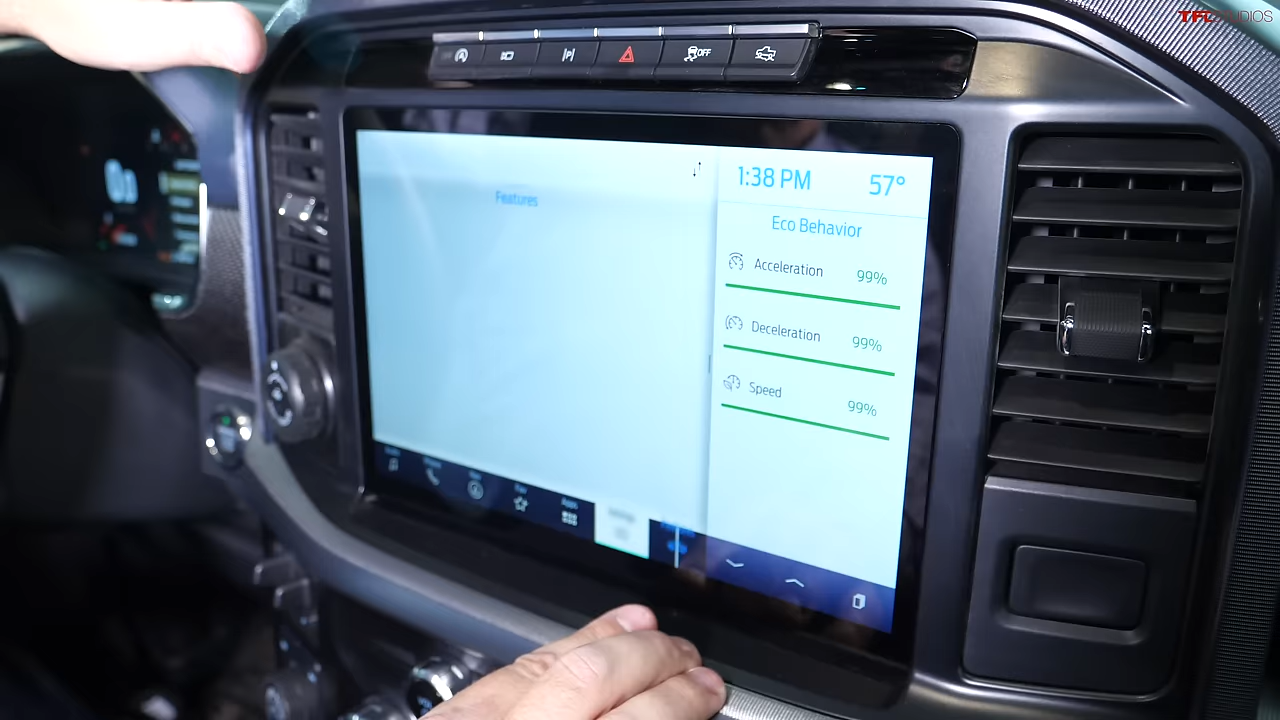 TFLSTUDIOS
OFF
1:38 PM 57°
Features
Eco Behavior
Acceleration 99%
Deceleration 99%
Speed 99%